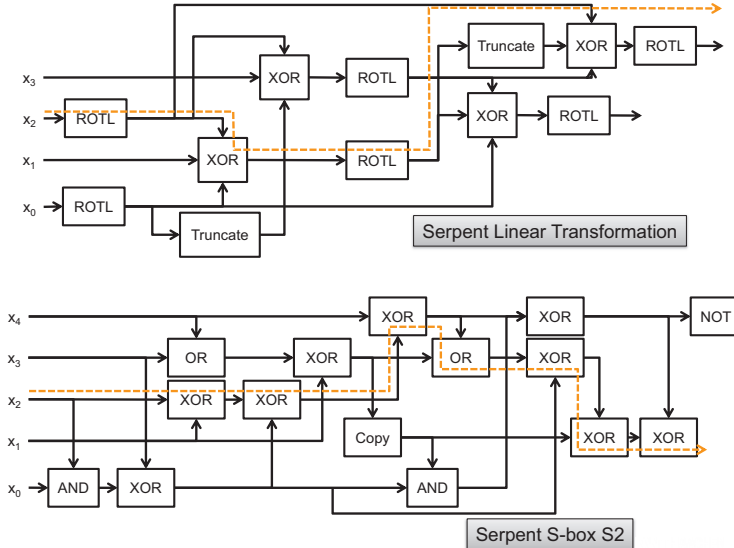 Truncate XOR ROTL
x3 XOR ROTL
x2 ROTL XOR ROTL
x1 XOR ROTL
x0 ROTL
Truncate
Serpent Linear Transformation
x4 XOR XOR NOT
x3 OR XOR OR XOR
x2 XOR XOR
x1 Copy XOR XOR
x0 AND XOR AND
Serpent S-box S2